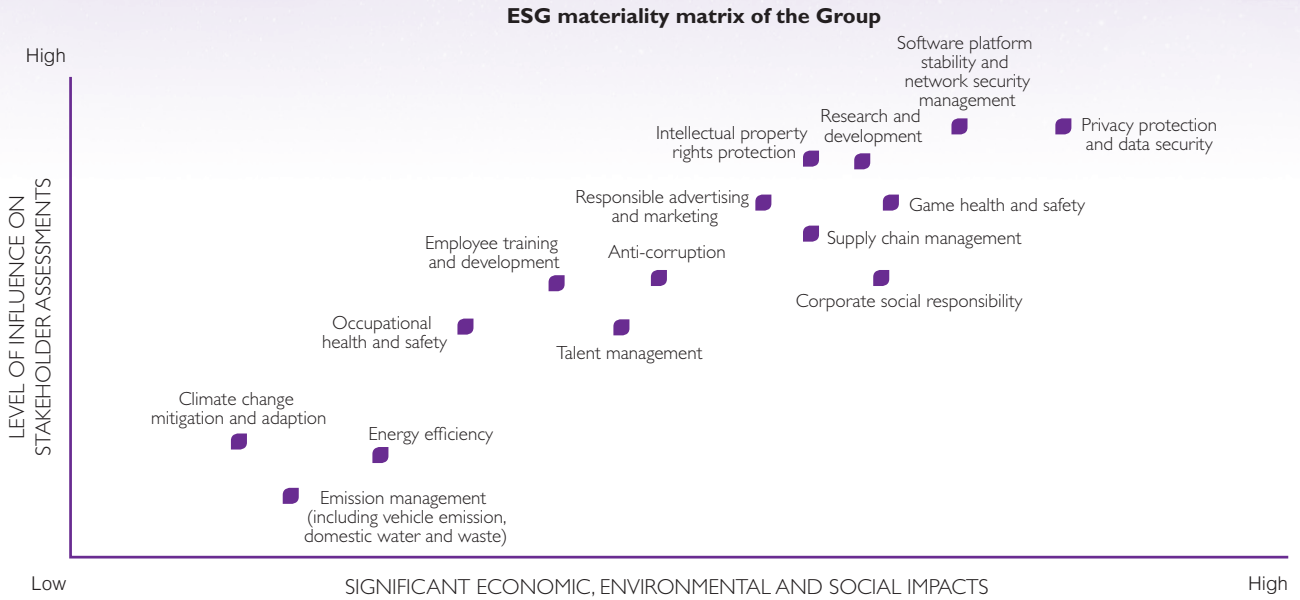 ESG materiality matrix of the Group
High
Software platform
stability and
network security
management
Research and
development
Privacy protection
and data security
Intellectual property
rights protection
Responsible advertising
and marketing
Game health and safety
Supply chain management
Employee training
and development
Anti-corruption
Corporate social responsibility
Occupational
health and safety
Talent management
Climate change
mitigation and adaption
Energy efficiency
Emission management
(including vehicle emission,
domestic water and waste)
LEVEL OF INFLUENCE ON
STAKEHOLDER ASSESSMENTS
Low
SIGNIFICANT ECONOMIC, ENVIRONMENTAL AND SOCIAL IMPACTS
High